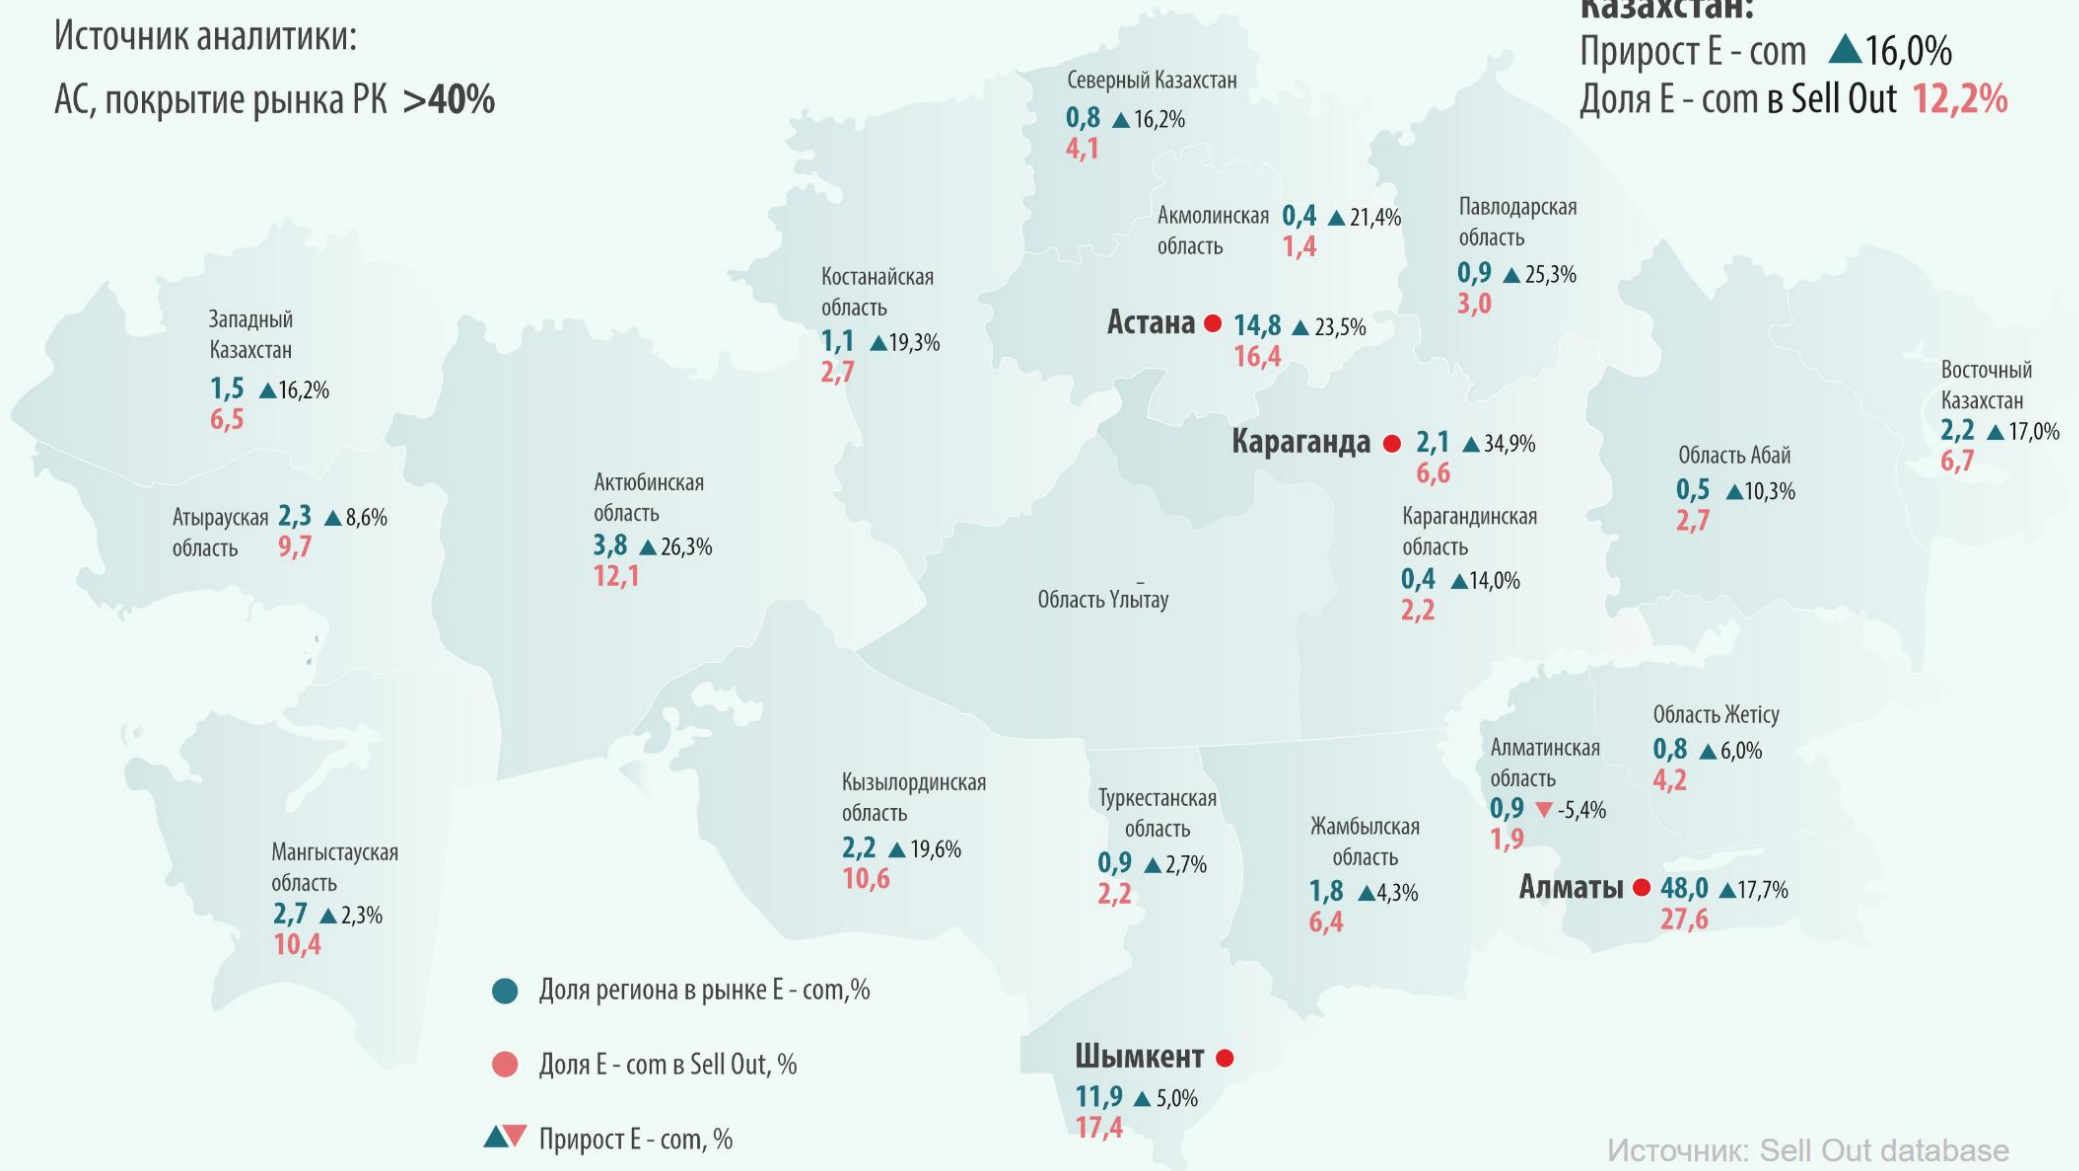 Источник аналитики:
АС, покрытие рынка РК >40%
Казахстан:
Прирост E - com ▲16,0%
Доля E - com в Sell Out 12,2%
Северный Казахстан
0,8 ▲ 16,2%
4,1
Акмолинская 0,4 ▲ 21,4%
область 1,4
Павлодарская
область
0,9 ▲ 25,3%
3,0
Костанайская
область
1,1 ▲19,3%
2,7
Астана 14,8 ▲ 23,5%
16,4
Западный
Казахстан
1,5 ▲16,2%
6,5
Восточный
Казахстан
2,2 ▲ 17,0%
6,7
Караганда 2,1 ▲ 34,9%
6,6
Область Абай
0,5 ▲10,3%
2,7
Актюбинская
область
3,8 ▲ 26,3%
12,1
Атырауская 2,3 ▲ 8,6%
область 9,7
Карагандинская
область
0,4 ▲14,0%
2,2
Область Ұлытау
Область Жетісу
0,8 ▲ 6,0%
4,2
Алматинская
область
0,9 ▼ -5,4%
1,9
Кызылординская
область
2,2 ▲ 19,6%
10,6
Туркестанская
область
0,9 ▲ 2,7%
2,2
Жамбылская
область
1,8 ▲4,3%
6,4
Мангыстауская
область
2,7 ▲ 2,3%
10,4
Алматы 48,0 ▲17,7%
27,6
Шымкент
11,9 ▲ 5,0%
17,4
Доля региона в рынке E - com,%
Доля E - com в Sell Out, %
▲▼ Прирост E - com, %
Источник: Sell Out database